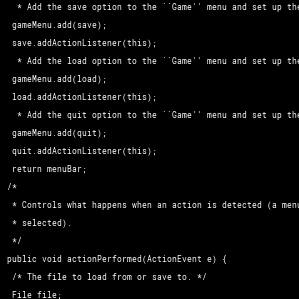 * Add the save option to the ``Game'' menu and set up the
gameMenu.add(save);
save.addActionListener(this);
* Add the load option to the ``Game'' menu and set up the
gameMenu.add(load);
load.addActionListener(this);
* Add the quit option to the ``Game'' menu and set up the
gameMenu.add(quit);
quit.addActionListener(this);
return menuBar;
/*
* Controls what happens when an action is detected (a menu
* selected).
*/
public void actionPerformed(ActionEvent e) {
/* The file to load from or save to. */
File file;